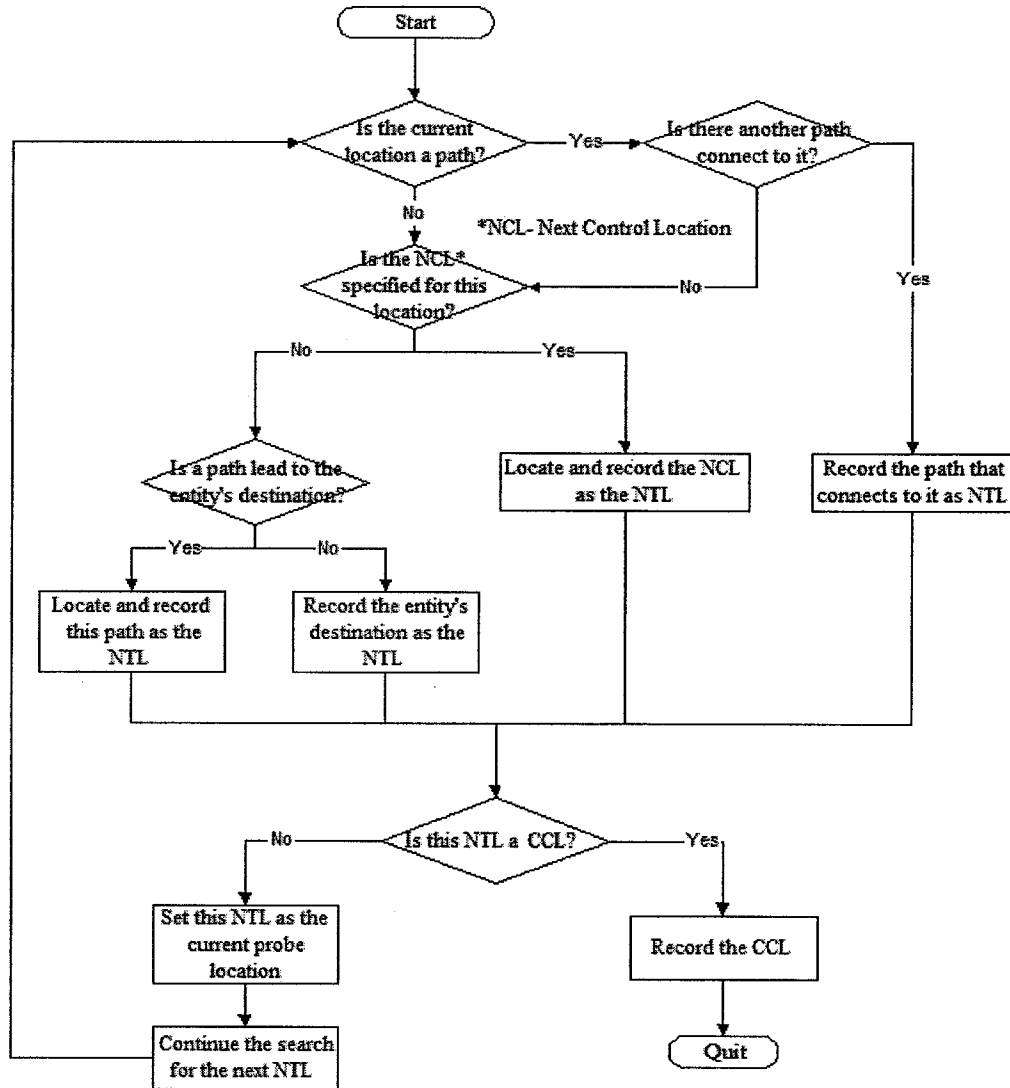 Start
Is the current
location a path?
Yes
Is there another path
connect to it?
No
*NCL- Next Control Location
Is the NCL*
specified for this
location?
No
Yes
No
Yes
Is a path lead to the
entity's destination?
Locate and record the NCL
as the NTL
Record the path that
connects to it as NTL
Yes
No
Locate and record
this path as the
NTL
Record the entity's
destination as the
NTL
Is this NTL a CCL?
No
Yes
Set this NTL as the
current probe
location
Record the CCL
Continue the search
for the next NTL
Quit